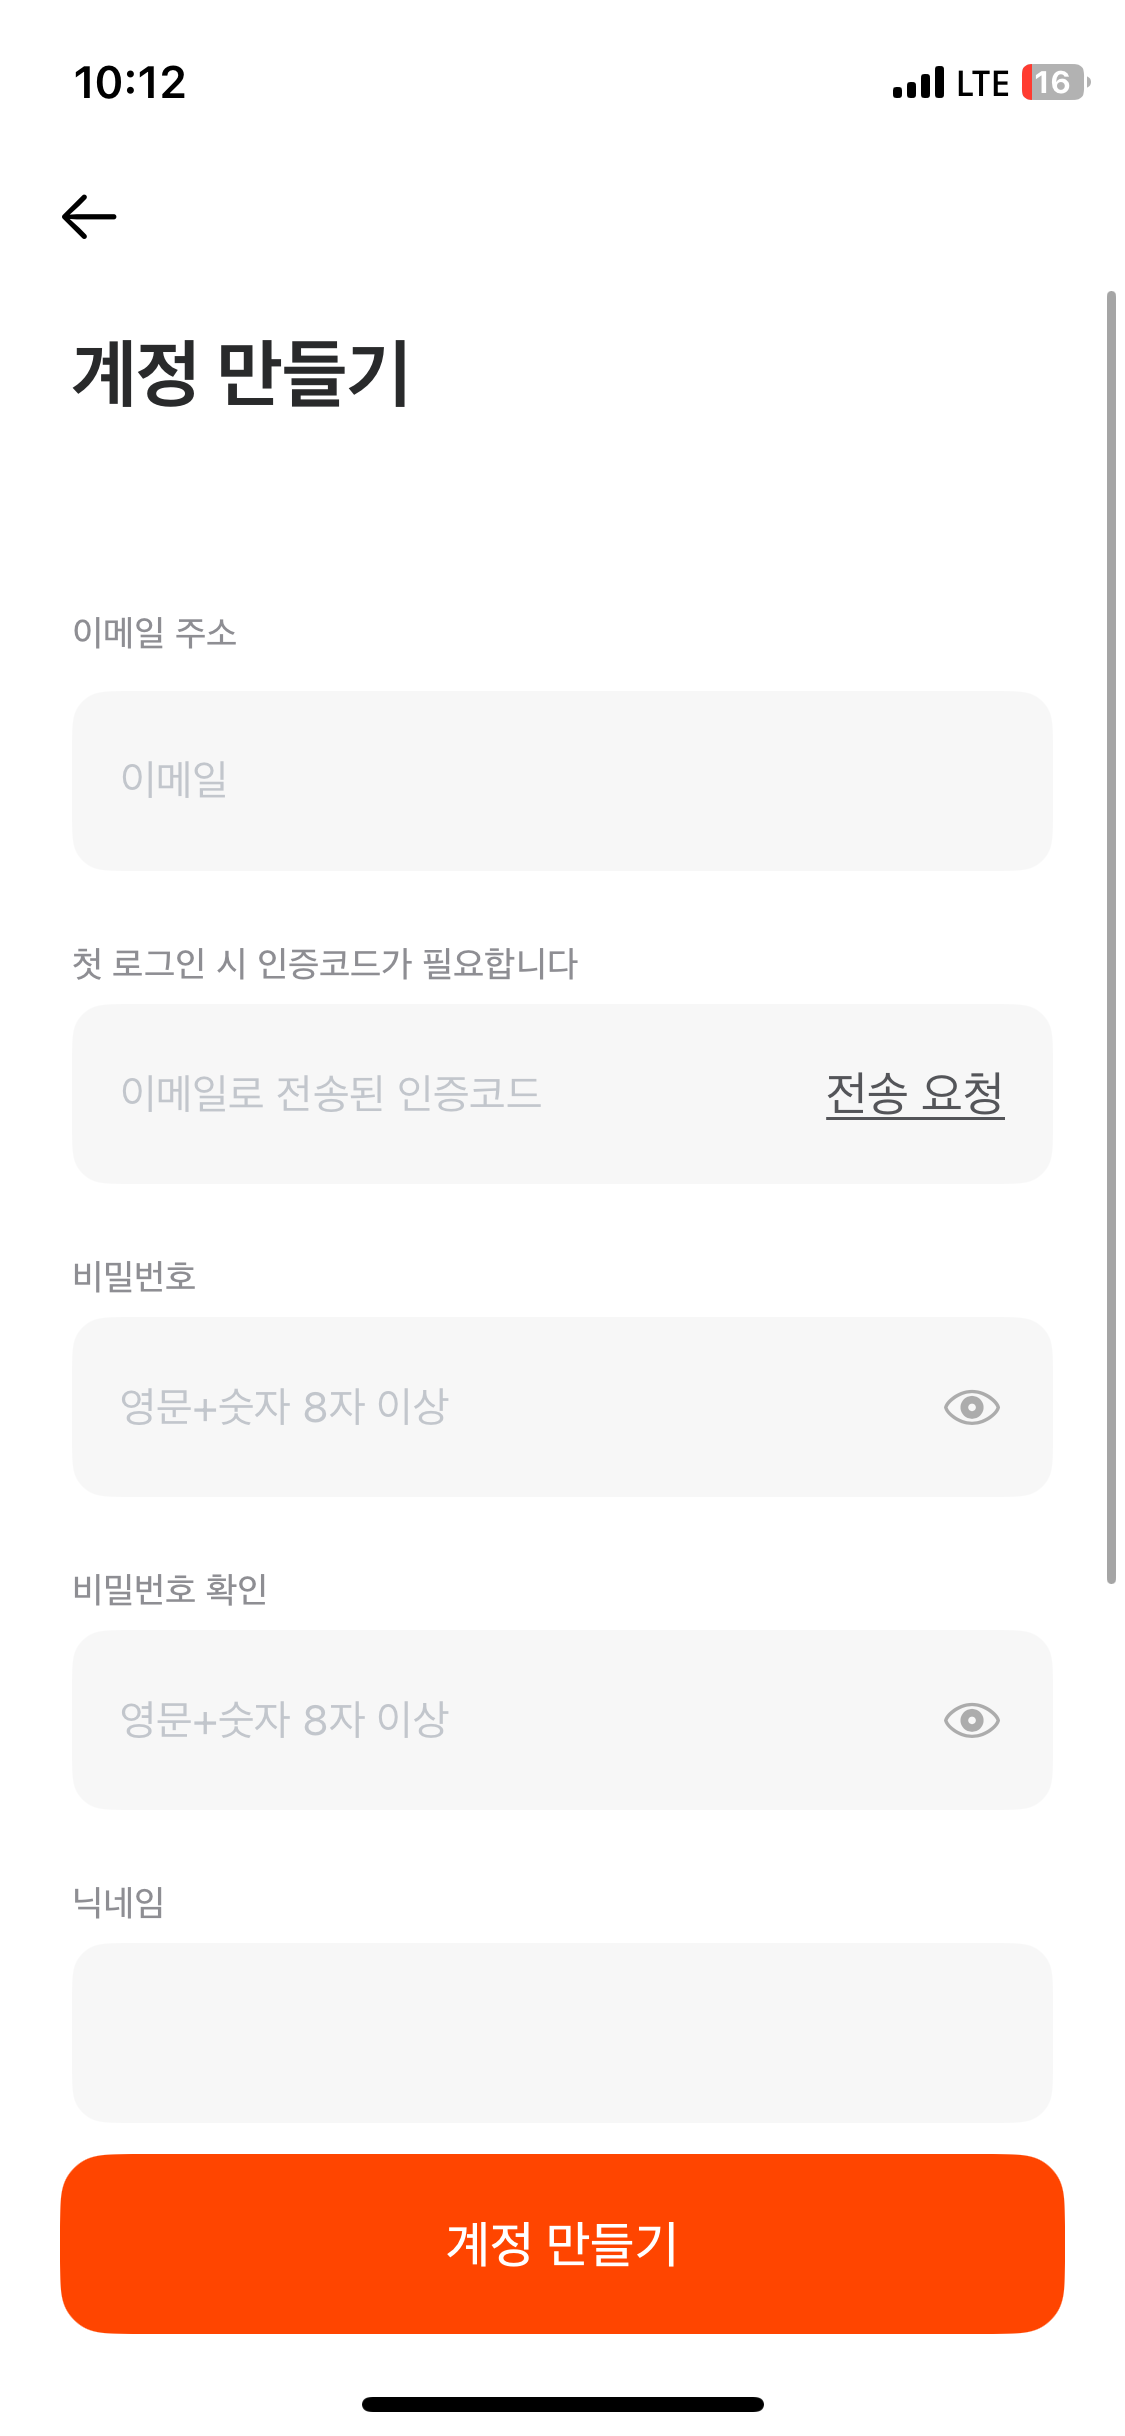 10:12
LTE 16
계정 만들기
이메일 주소
이메일
첫 로그인 시 인증코드가 필요합니다
이메일로 전송된 인증코드 전송 요청
비밀번호
영문+숫자 8자 이상
비밀번호 확인
영문+숫자 8자 이상
닉네임
계정 만들기